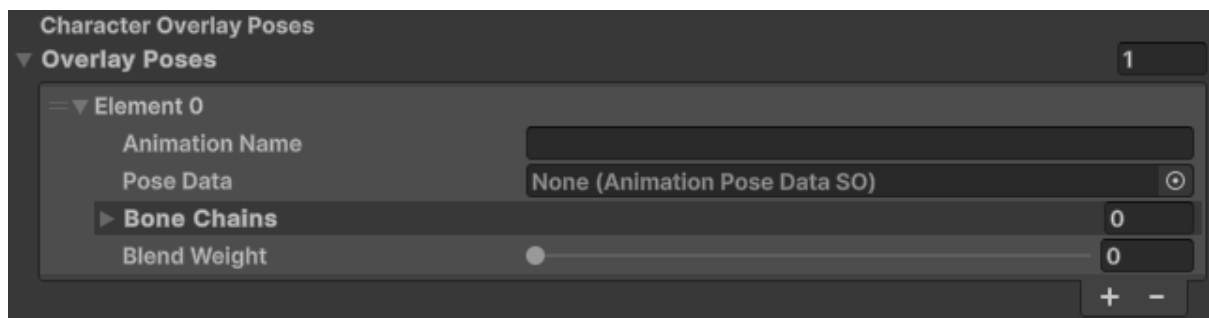 Character Overlay Poses
Overlay Poses 1
Element 0
Animation Name
Pose Data None (Animation Pose Data SO)
Bone Chains 0
Blend Weight 0
+ -